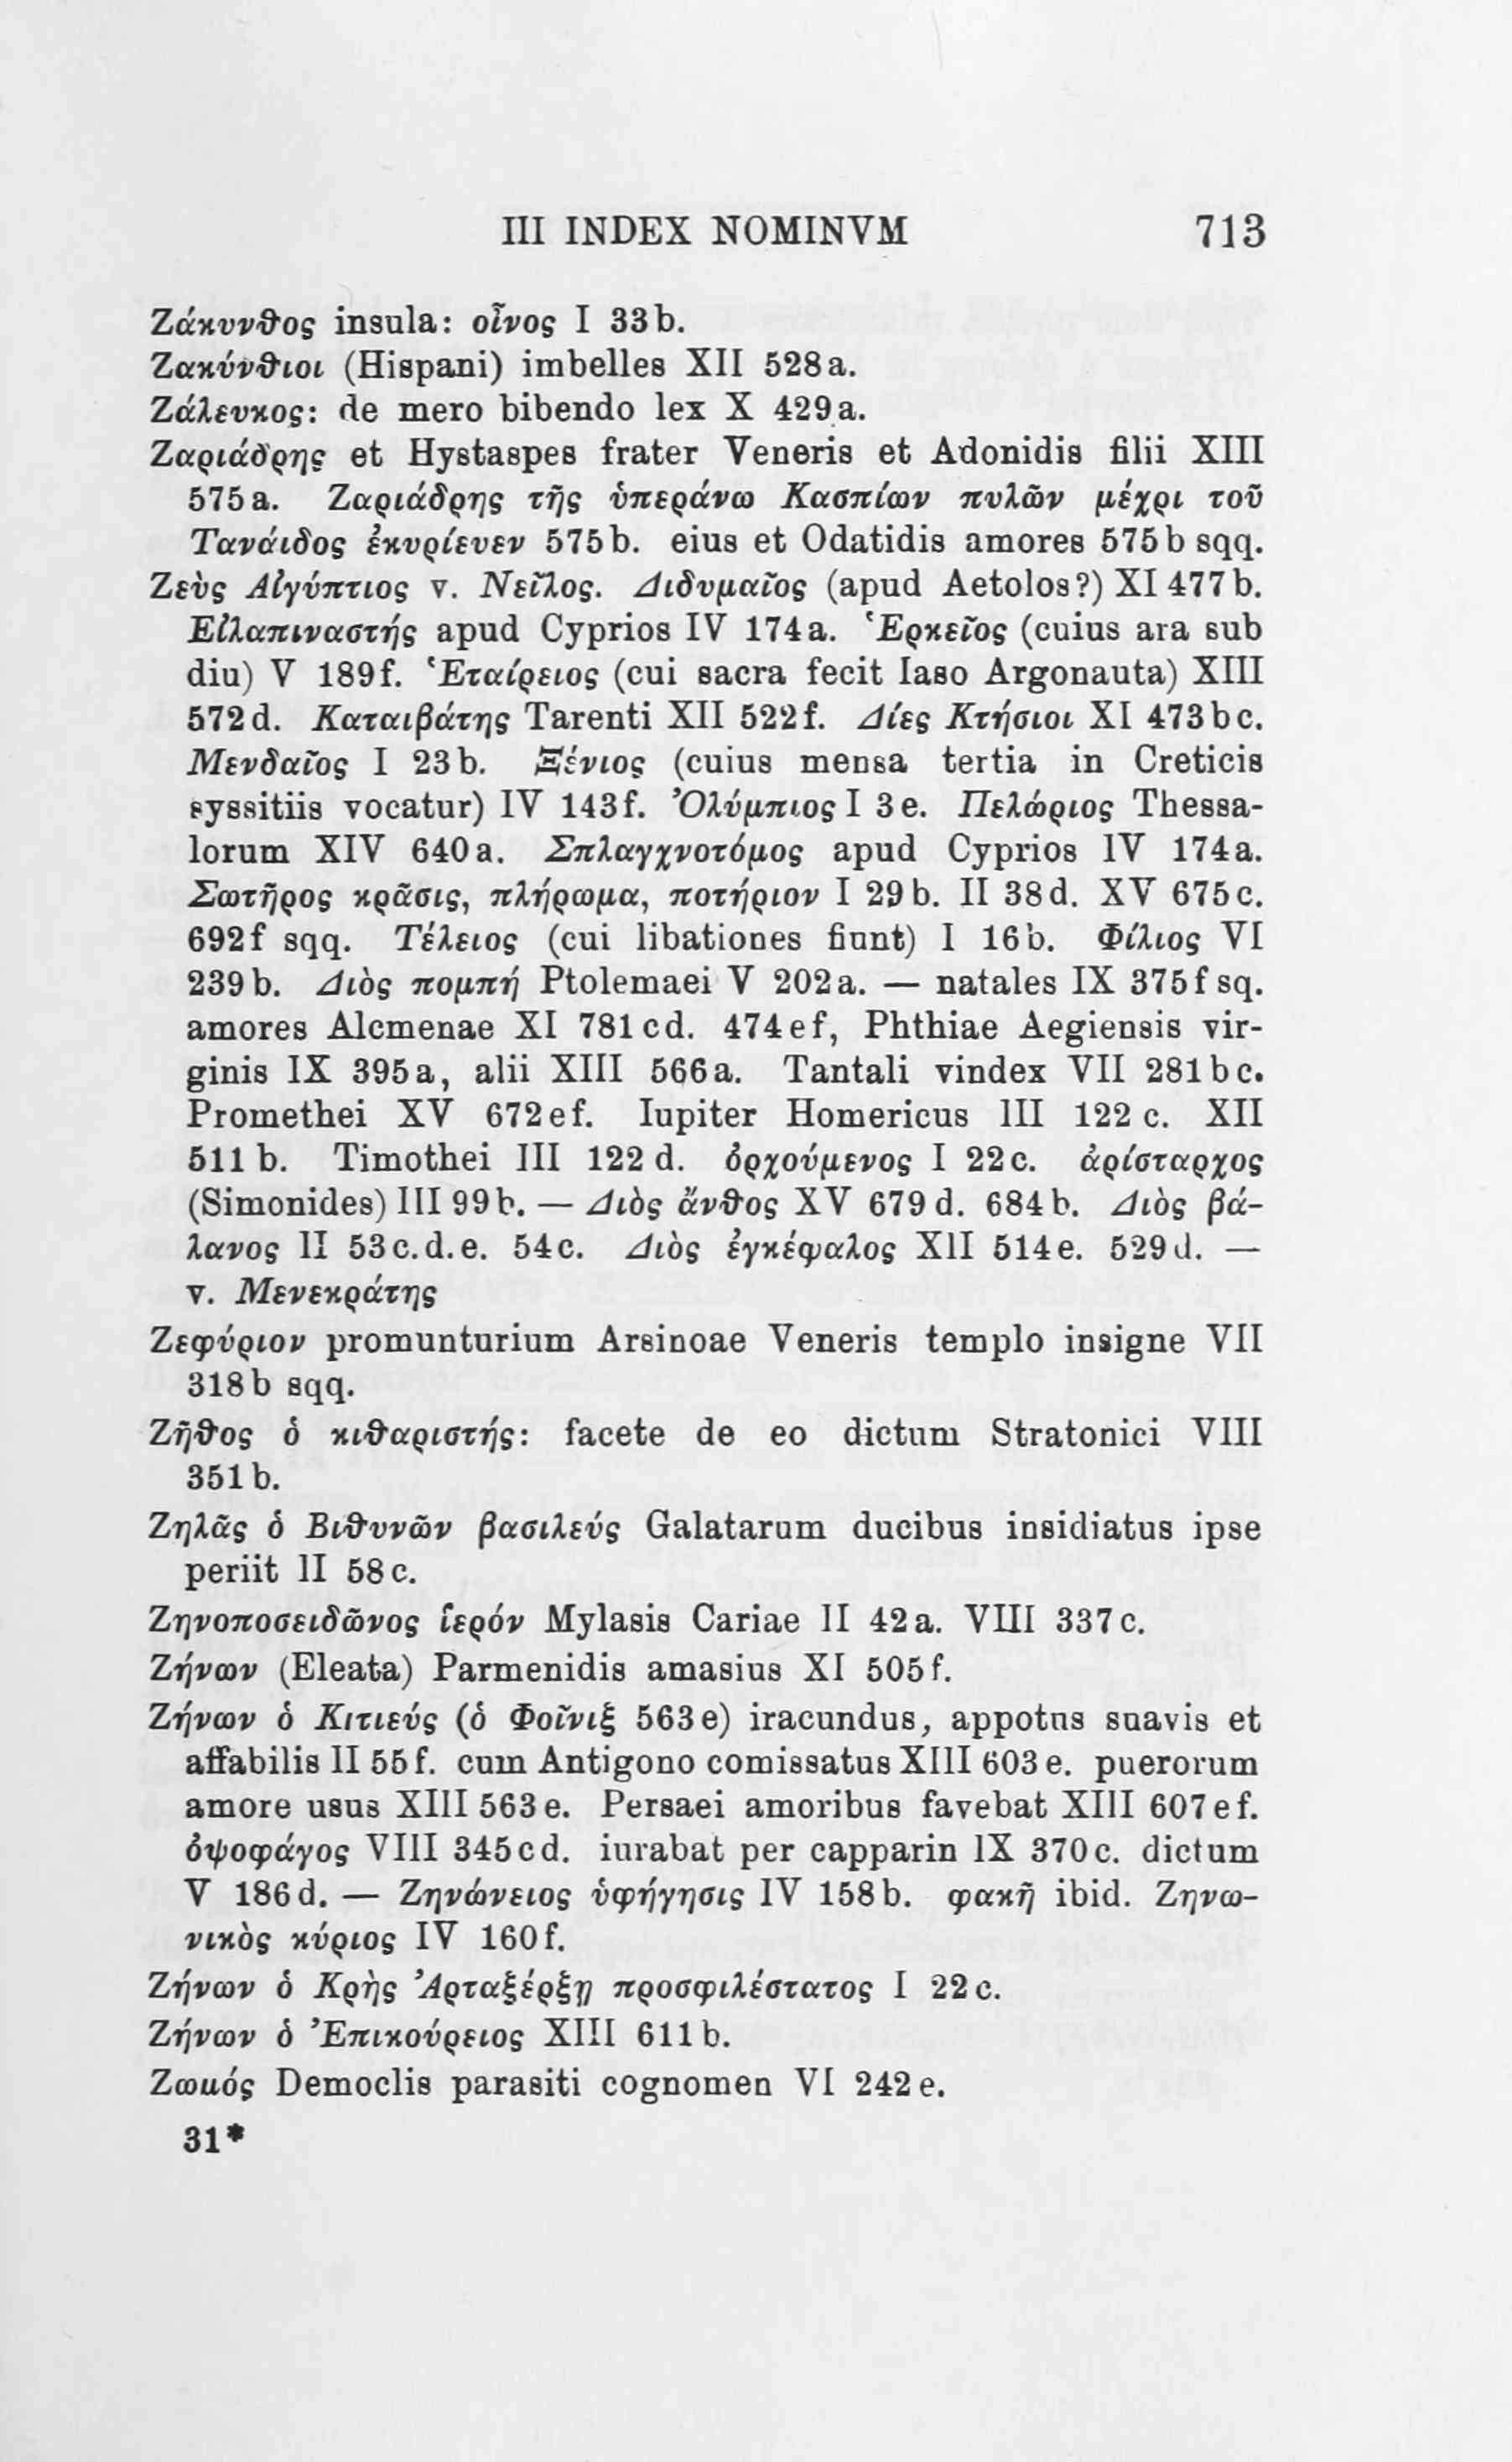 III INDEX NOMINVM 713
Ζάκυνθος insula: οἶνος I 33b.
Ζακύνθιοι (Hispani) imbelles XII 528a.
Ζάλευκος: de mero bibendo lex X 429a.
Ζαριάδρης et Hystaspes frater Veneris et Adonidis filii XIII
575a. Ζαριάδρης τῆς ὑπεράνω Κασπίων πυλῶν μέχρι τοῦ
Τανάιδος ἐκυρίευεν 575b. eius et Odatidis amores 575b sqq.
Ζεὺς Αἰγύπτιος v. Νεῖλος. Διδυμαῖος (apud Aetolos?) XI 477b.
Εἰλαπιναστής apud Cyprios IV 174a. Ἑρκεῖος (cuius ara sub
diu) V 189f. Ἑταίρειος (cui sacra fecit Iaso Argonauta) XIII
572d. Καταιβάτης Tarenti XII 522f. Δίες Κτήσιοι XI 473bc.
Μενδαῖος I 23b. Ξένιος (cuius mensa tertia in Creticis
syssitiis vocatur) IV 143f. Ὀλύμπιος I 3e. Πελώριος Thessa-
lorum XIV 640a. Σπλαγχνοτόμος apud Cyprios IV 174a.
Σωτῆρος κρᾶσις, πλήρωμα, ποτήριον I 29b. II 38d. XV 675c.
692f sqq. Τέλειος (cui libationes fiunt) I 16b. Φίλιος VI
239b. Διὸς πομπή Ptolemaei V 202a. — natales IX 375f sq.
amores Alcmenae XI 781cd. 474ef, Phthiae Aegiensis vir-
ginis IX 395a, alii XIII 566a. Tantali vindex VII 281bc.
Promethei XV 672ef. Iupiter Homericus III 122c. XII
511b. Timothei III 122d. ὀρχούμενος I 22c. ἀρίσταρχος
(Simonides) III 99b. — Διὸς ἄνθος XV 679d. 684b. Διὸς βά-
λανος II 53c.d.e. 54c. Διὸς ἐγκέφαλος XII 514e. 529d. —
v. Μενεκράτης
Ζεφύριον promunturium Arsinoae Veneris templo insigne VII
318b sqq.
Ζῆθος ὁ κιθαριστής: facete de eo dictum Stratonici VIII
351b.
Ζηλᾶς ὁ Βιθυνῶν βασιλεύς Galatarum ducibus insidiatus ipse
periit II 58c.
Ζηνοποσειδῶνος ἱερόν Mylasis Cariae II 42a. VIII 337c.
Ζήνων (Eleata) Parmenidis amasius XI 505f.
Ζήνων ὁ Κιτιεύς (ὁ Φοῖνιξ 563e) iracundus, appotus suavis et
affabilis II 55f. cum Antigono comissatus XIII 603e. puerorum
amore usus XIII 563e. Persaei amoribus favebat XIII 607ef.
ὀψοφάγος VIII 345cd. iurabat per capparin IX 370c. dictum
V 186d. — Ζηνώνειος ὑφήγησις IV 158b. φακῆ ibid. Ζηνω-
νικὸς κύριος IV 160f.
Ζήνων ὁ Κρὴς Ἀρταξέρξῃ προσφιλέστατος I 22c.
Ζήνων ὁ Ἐπικούρειος XIII 611b.
Ζωμός Democlis parasiti cognomen VI 242e.
31*